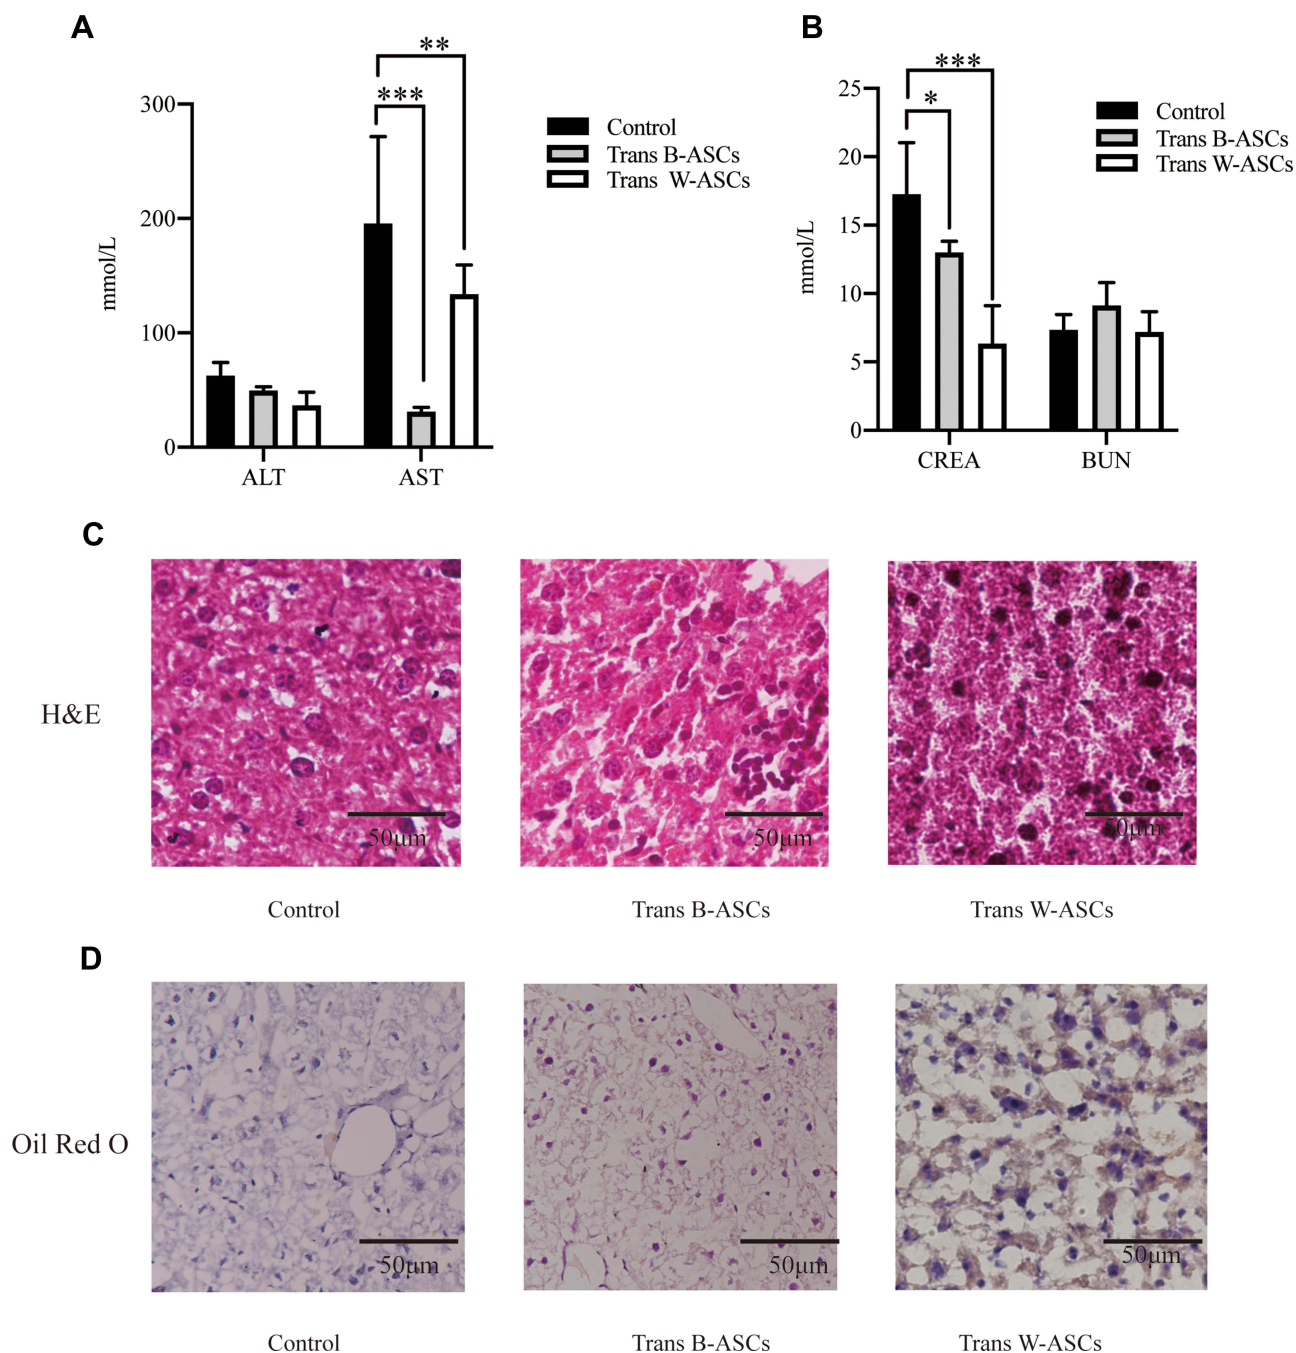 A
**
***
300
200
100
0
mmol/L
ALT
AST
Control
Trans B-ASCs
Trans W-ASCs
B
***
*
25
20
15
10
5
0
mmol/L
CREA
BUN
Control
Trans B-ASCs
Trans W-ASCs
C
H&E
50μm
50μm
50μm
Control
Trans B-ASCs
Trans W-ASCs
D
Oil Red O
50μm
50μm
50μm
Control
Trans B-ASCs
Trans W-ASCs